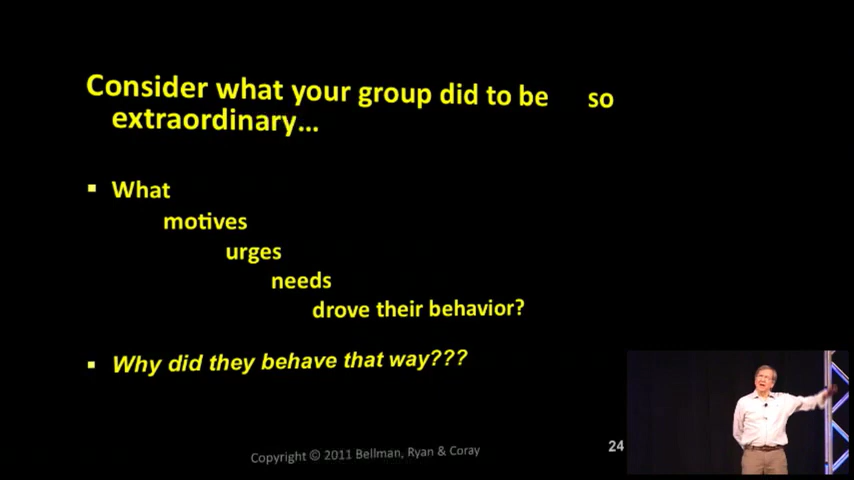 Consider what your group did to be so
extraordinary...
▪ What
motives
urges
needs
drove their behavior?
▪ Why did they behave that way???
Copyright © 2011 Bellman, Ryan & Coray
24